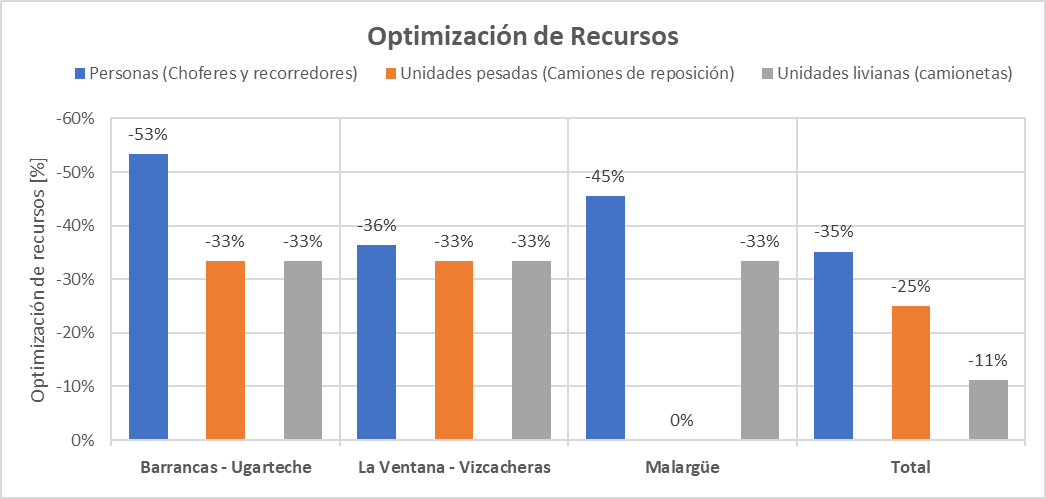 Optimización de Recursos
Personas (Choferes y recorredores)
Unidades pesadas (Camiones de reposición)
Unidades livianas (camionetas)
Optimización de recursos [%]
-60%
-50%
-40%
-30%
-20%
-10%
0%
-53%
-33%
-33%
-36%
-33%
-33%
-45%
0%
-33%
-35%
-25%
-11%
Barrancas - Ugarteche
La Ventana - Vizcacheras
Malargüe
Total